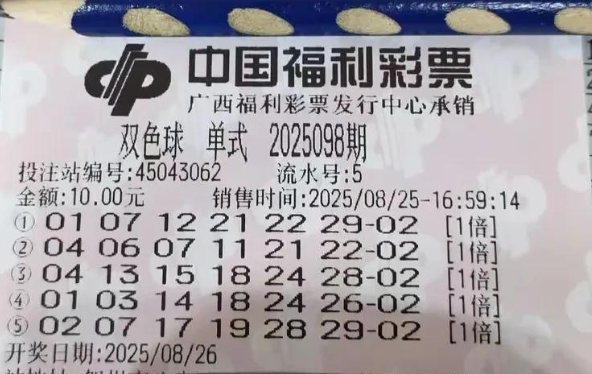 中国福利彩票
广西福利彩票发行中心承销
双色球 单式 2025098期
投注站编号:45043062 流水号:5
金额:10.00元 销售时间:2025/08/25-16:59:14
① 01 07 12 21 22 29-02 [1倍]
② 04 06 07 11 21 22-02 [1倍]
③ 04 13 15 18 24 28-02 [1倍]
④ 01 03 14 18 24 26-02 [1倍]
⑤ 02 07 17 19 28 29-02 [1倍]
开奖日期:2025/08/26